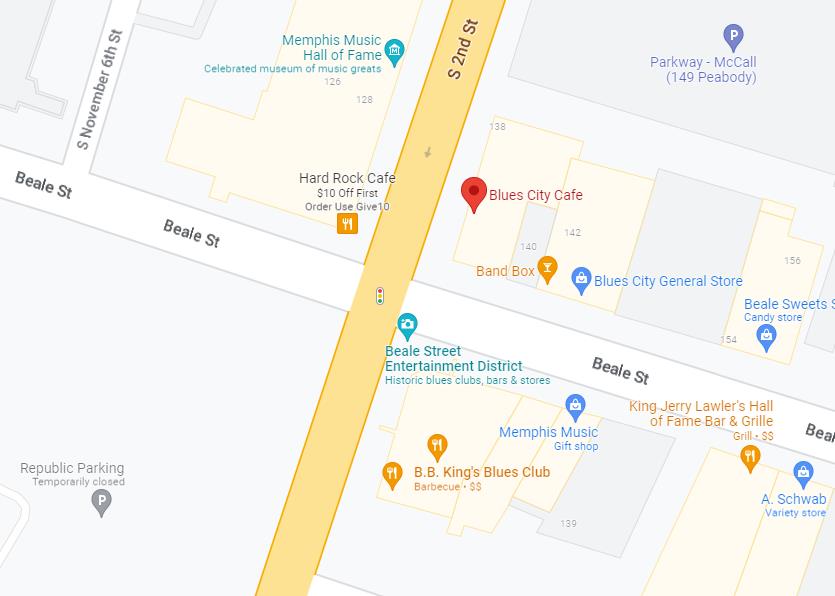 S November 6th St
Memphis Music
Hall of Fame
Celebrated museum of music greats
S 2nd St
P
Parkway - McCall
(149 Peabody)
126
128
138
Beale St
Hard Rock Cafe
$10 Off First
Order Use Give10
Blues City Cafe
Beale St
140
142
156
Band Box
Blues City General Store
Beale Sweets S
Candy store
154
Beale Street
Entertainment District
Historic blues clubs, bars & stores
Beale St
King Jerry Lawler's Hall
of Fame Bar & Grille
Grill • $$
Beal
Memphis Music
Gift shop
B.B. King's Blues Club
Barbecue • $$
Republic Parking
Temporarily closed
P
A. Schwab
Variety store
139